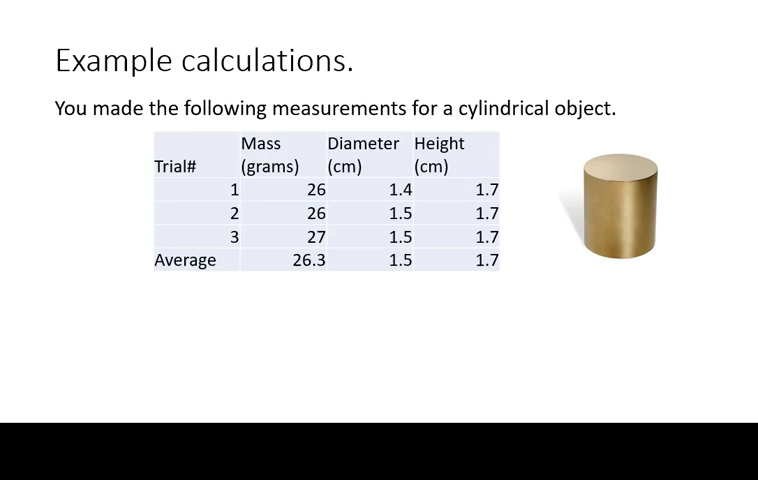 Example calculations.
You made the following measurements for a cylindrical object.
Trial# Mass (grams) Diameter (cm) Height (cm)
1 26 1.4 1.7
2 26 1.5 1.7
3 27 1.5 1.7
Average 26.3 1.5 1.7